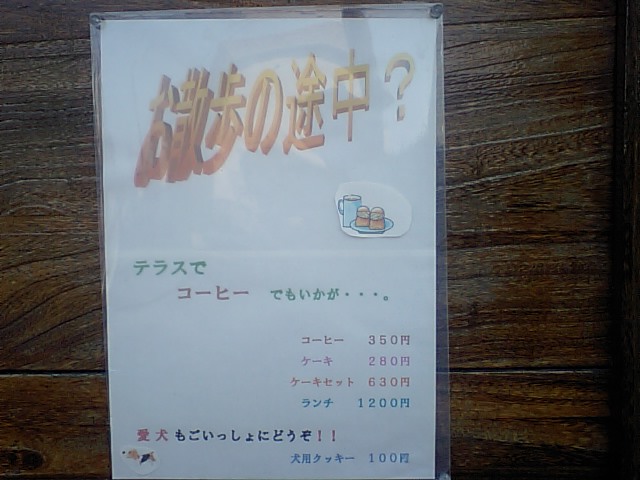 お散歩の途中？
テラスで
コーヒー でもいかが・・・。
コーヒー ３５０円
ケーキ ２８０円
ケーキセット ６３０円
ランチ １２００円
愛犬もごいっしょにどうぞ！！
犬用クッキー １００円